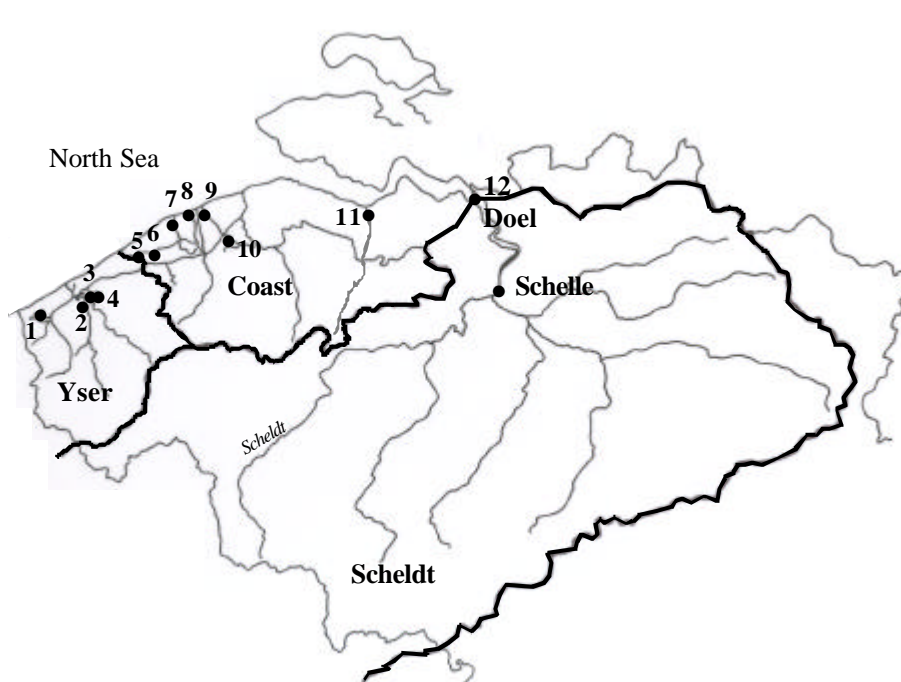 North Sea
12
7 8 9
Doel
11
5 6
10
Coast
Schelle
3
4
2
1
Yser
Scheldt
Scheldt